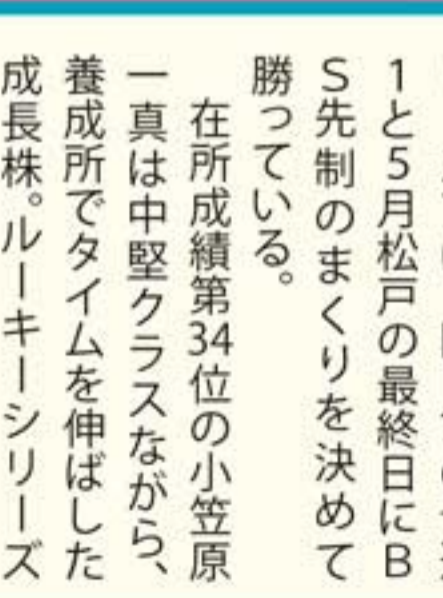 1と5月松戸の最終日にB
S先制のまくりを決めて
勝っている。
在所成績第34位の小笠原
一真は中堅クラスながら、
養成所でタイムを伸ばした
成長株。ルーキーシリーズ